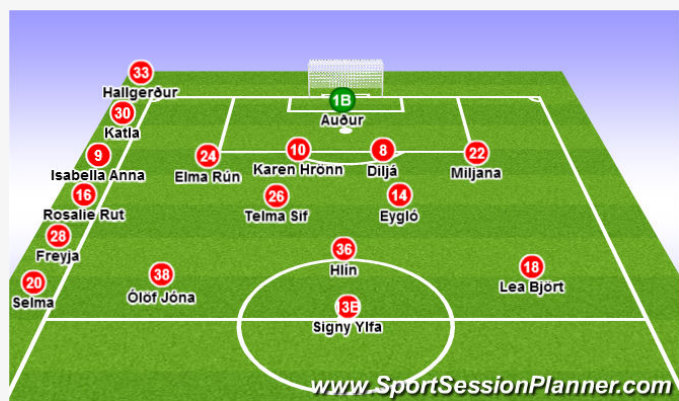 33
Hallgerður
1B
Auður
30
Katla
9
Isabella Anna
24
Elma Rún
10
Karen Hrönn
8
Diljá
22
Miljana
16
Rosalie Rut
26
Telma Sif
14
Eygló
28
Freyja
36
Hlín
20
Selma
38
Ólöf Jóna
18
Lea Björt
13E
Signy Ylfa
www.SportSessionPlanner.com